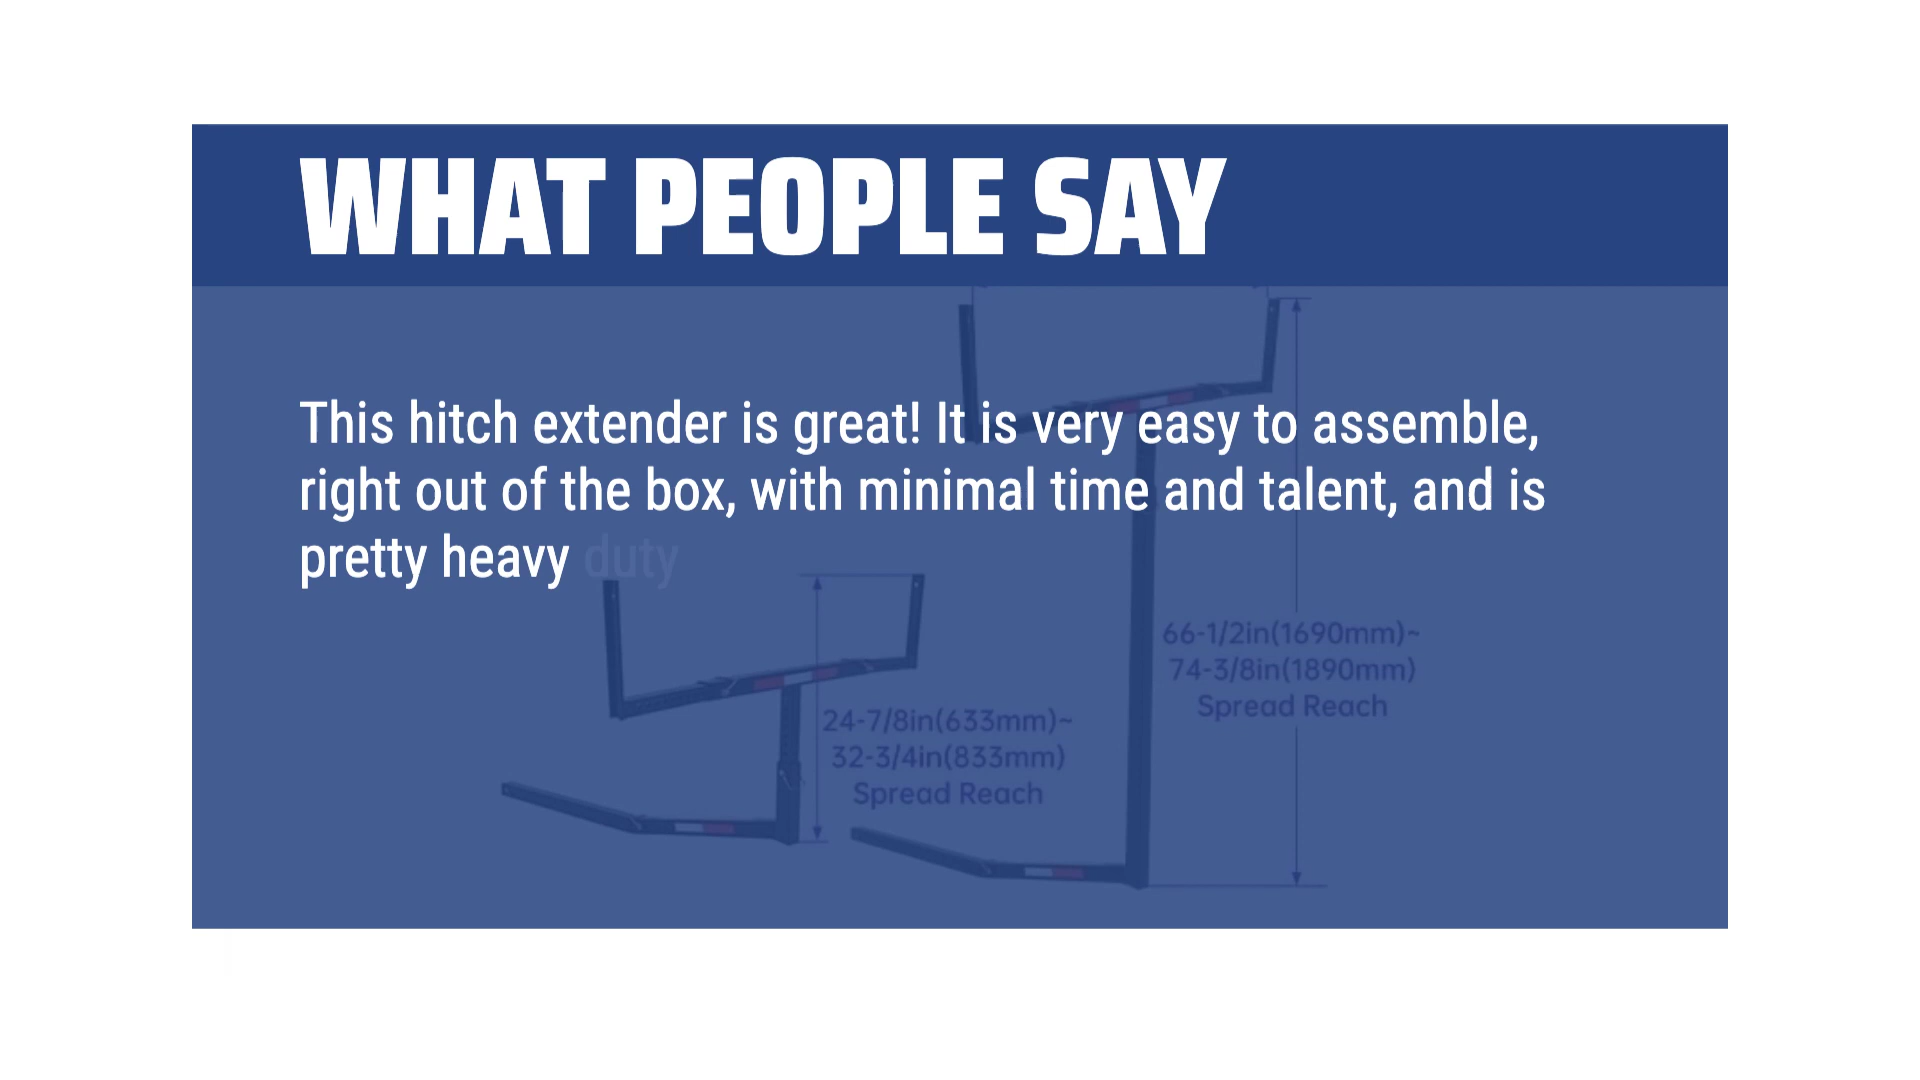 WHAT PEOPLE SAY
This hitch extender is great! It is very easy to assemble,
right out of the box, with minimal time and talent, and is
pretty heavy duty
66-1/2in(1690mm)~
74-3/8in(1890mm)
Spread Reach
24-7/8in(633mm)~
32-3/4in(833mm)
Spread Reach